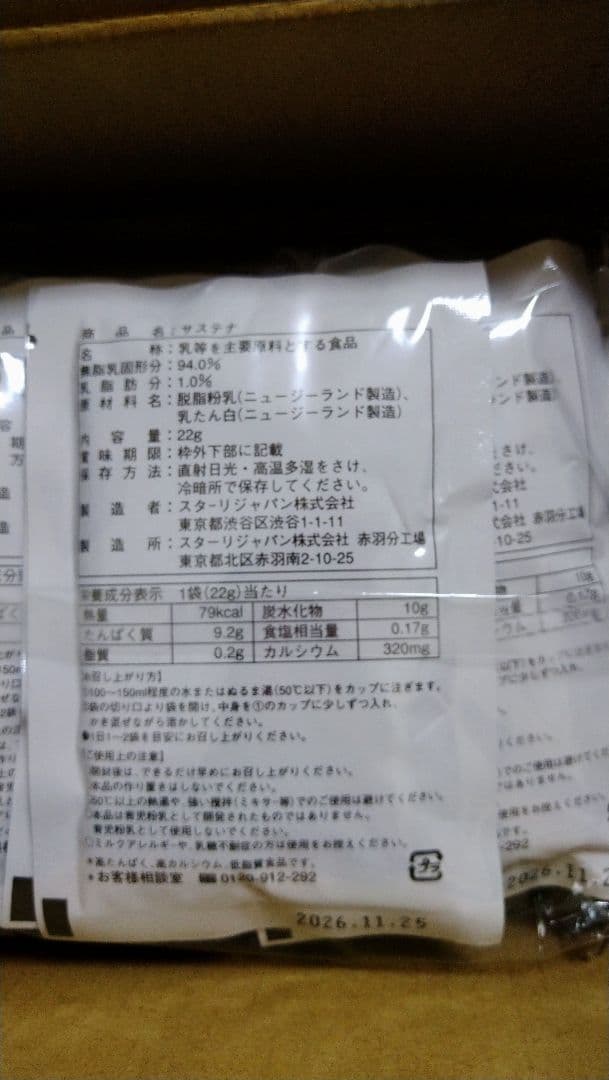 商品名：サステナ
名称：乳等を主要原料とする食品
無脂乳固形分：94.0%
乳脂肪分：1.0%
原材料名：脱脂粉乳(ニュージーランド製造)、
乳たん白(ニュージーランド製造)
内容量：22g
賞味期限：枠外下部に記載
保存方法：直射日光・高温多湿をさけ、
冷暗所で保存してください。
製造者：スターリジャパン株式会社
東京都渋谷区渋谷1-1-11
製造所：スターリジャパン株式会社 赤羽分工場
東京都北区赤羽南2-10-25
栄養成分表示 1袋(22g)当たり
熱量 79kcal 炭水化物 10g
たんぱく質 9.2g 食塩相当量 0.17g
脂質 0.2g カルシウム 320mg
【お召し上がり方】
①100〜150ml程度の水またはぬるま湯(50℃以下)をカップに注ぎます。
②袋の切り口より袋を開け、中身を①のカップに少しずつ入れ、
かき混ぜながら溶かしてください。
●1日1〜2袋を目安にお召し上がりください。
【ご使用上の注意】
開封後は、できるだけ早めにお召し上がりください。
本品の作り置きはしないでください。
50℃以上の熱湯や、強い撹拌(ミキサー等)でのご使用は避けてください。
本品は育児粉乳として開発されたものではありません。
育児粉乳として使用しないでください。
ミルクアレルギーや、乳糖不耐症の方は使用をお控えください。
*高たんぱく、高カルシウム、低脂質食品です。
*お客様相談室 0120-912-292
プラ
2026.11.25